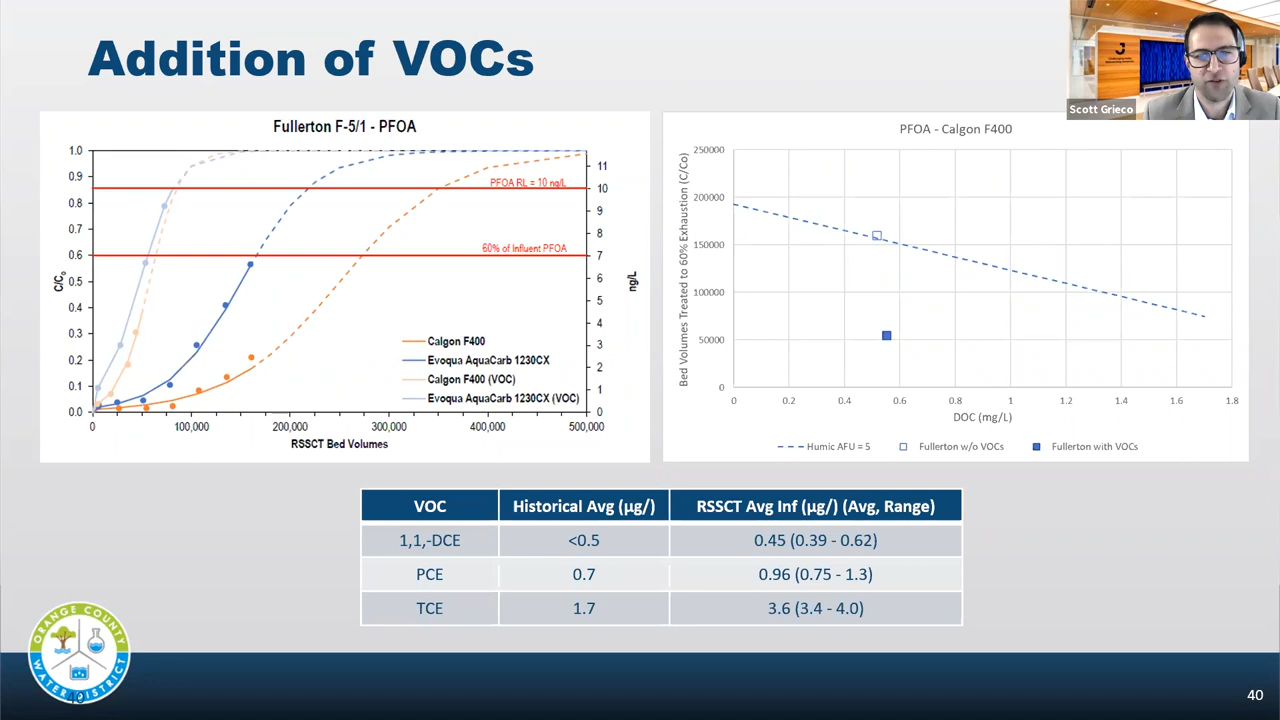 Addition of VOCs
Scott Grieco
Fullerton F-5/1 - PFOA
1.0
0.9
0.8
0.7
0.6
0.5
0.4
0.3
0.2
0.1
0.0
C/C₀
11
10
9
8
7
6
5
4
3
2
1
0
ng/L
PFOA RL = 10 ng/L
60% of Influent PFOA
Calgon F400
Evoqua AquaCarb 1230CX
Calgon F400 (VOC)
Evoqua AquaCarb 1230CX (VOC)
0 100,000 200,000 300,000 400,000 500,000
RSSCT Bed Volumes
PFOA - Calgon F400
Bed Volumes Treated to 60% Exhaustion (C/Co)
250000
200000
150000
100000
50000
0
0 0.2 0.4 0.6 0.8 1 1.2 1.4 1.6 1.8
DOC (mg/L)
Humic AFU = 5 Fullerton w/o VOCs Fullerton with VOCs
VOC Historical Avg (µg/) RSSCT Avg Inf (µg/) (Avg, Range)
1,1,-DCE <0.5 0.45 (0.39 - 0.62)
PCE 0.7 0.96 (0.75 - 1.3)
TCE 1.7 3.6 (3.4 - 4.0)
ORANGE COUNTY
WATER DISTRICT
40
40